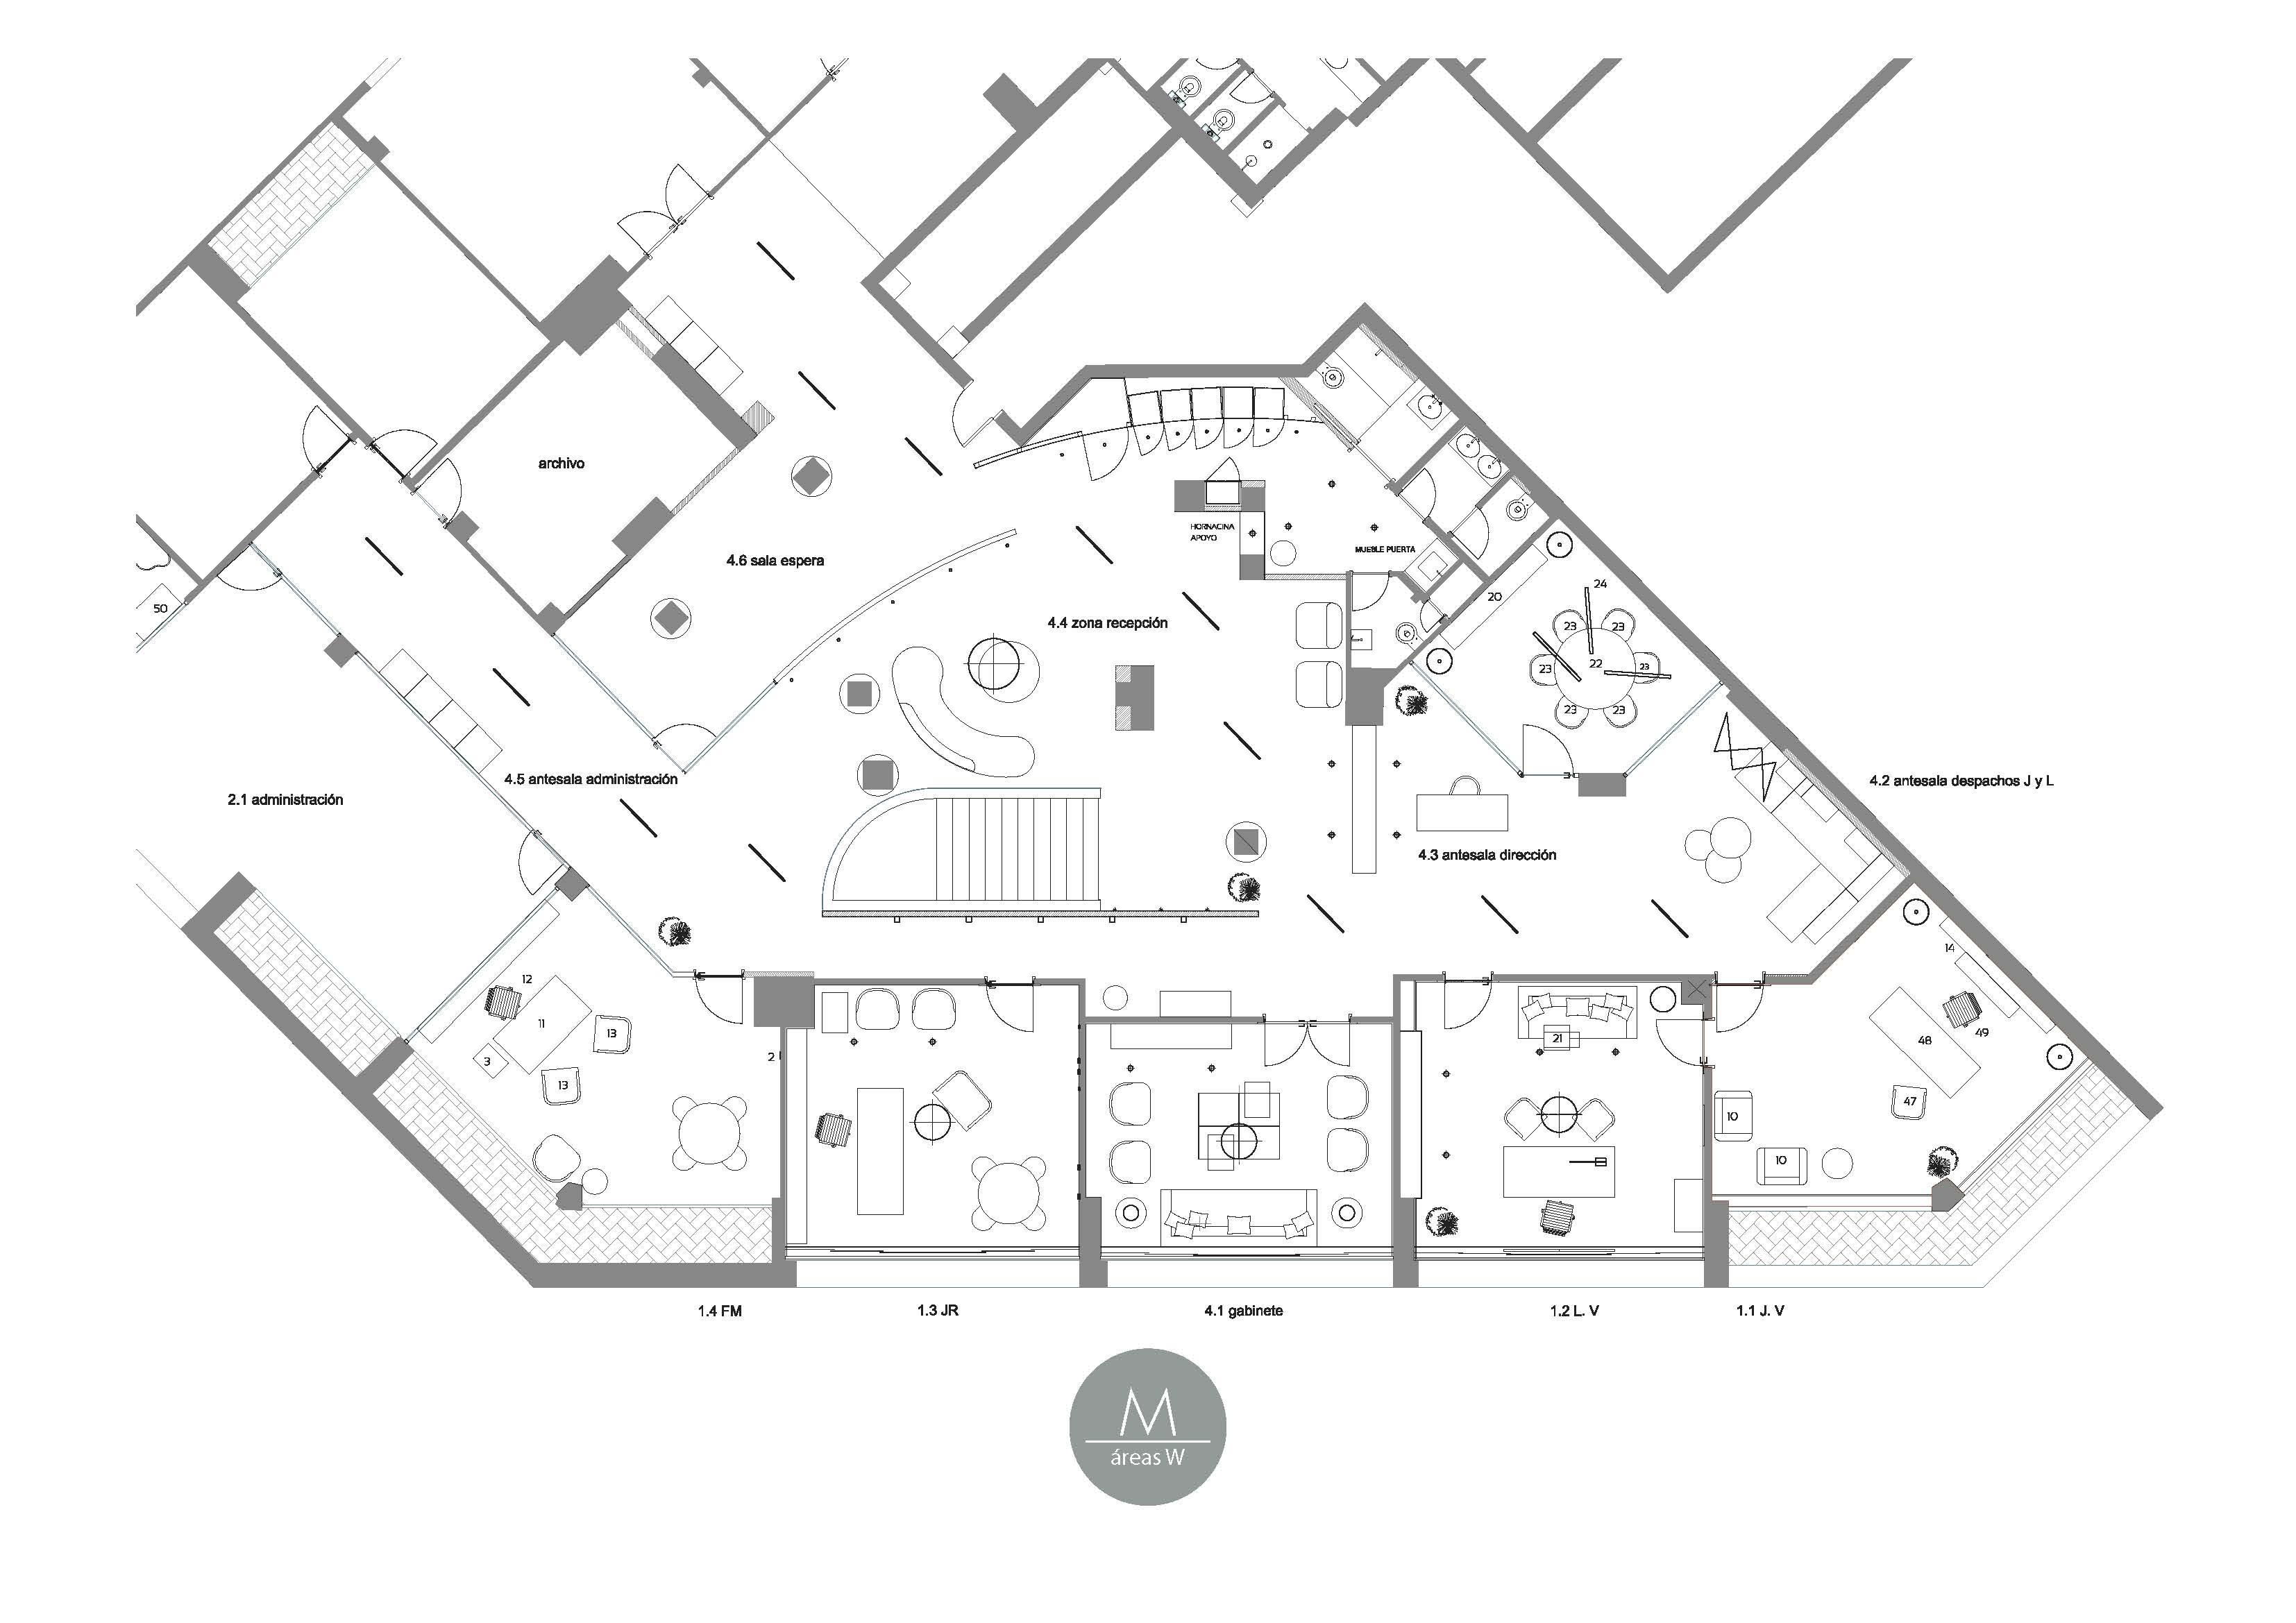 archivo
HORNACINA
APOYO
MUEBLE PUERTA
4.6 sala espera
24
20
50
4.4 zona recepción
23
23
23
22
23
23
23
4.5 antesala administración
4.2 antesala despachos J y L
2.1 administración
4.3 antesala dirección
14
12
11
13
49
48
21
2
3
13
47
10
10
1.4 FM
1.3 JR
4.1 gabinete
1.2 L. V
1.1 J. V
M
áreas W